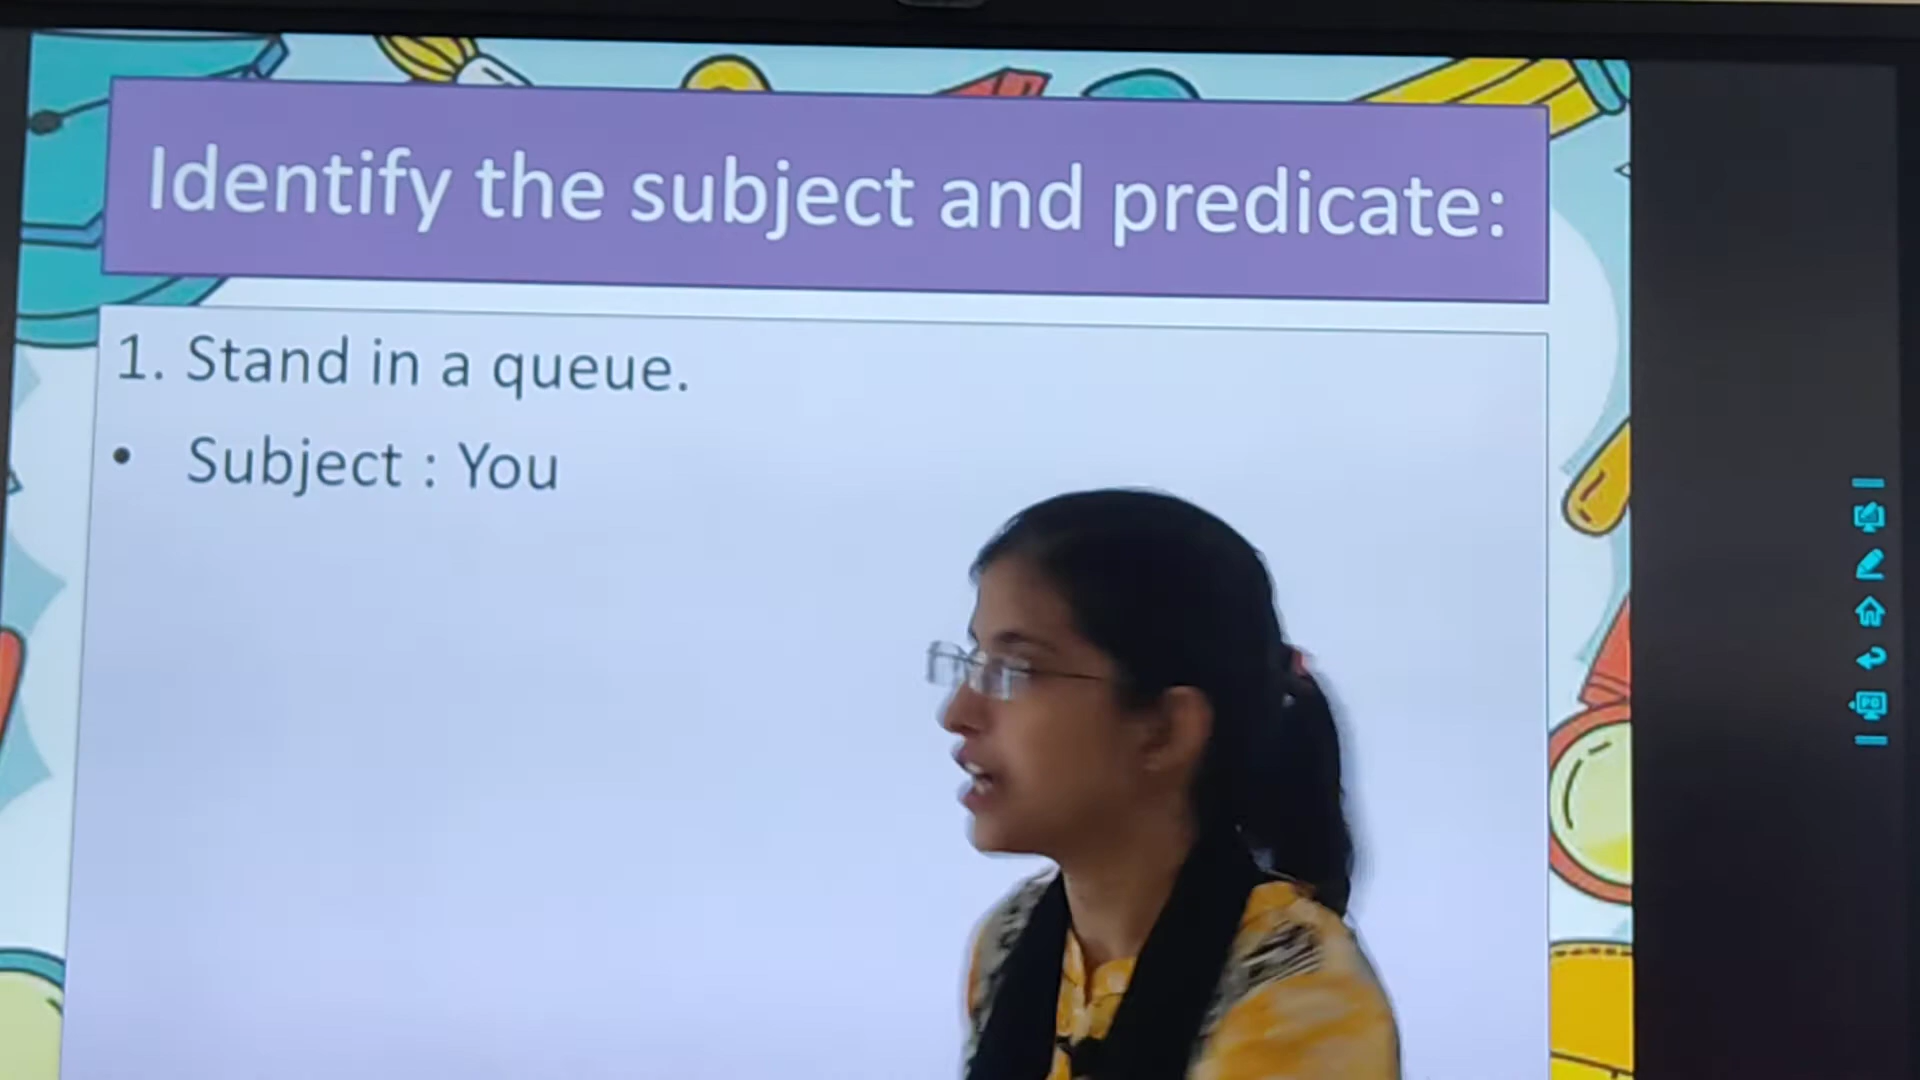 Identify the subject and predicate:
1. Stand in a queue.
• Subject : You